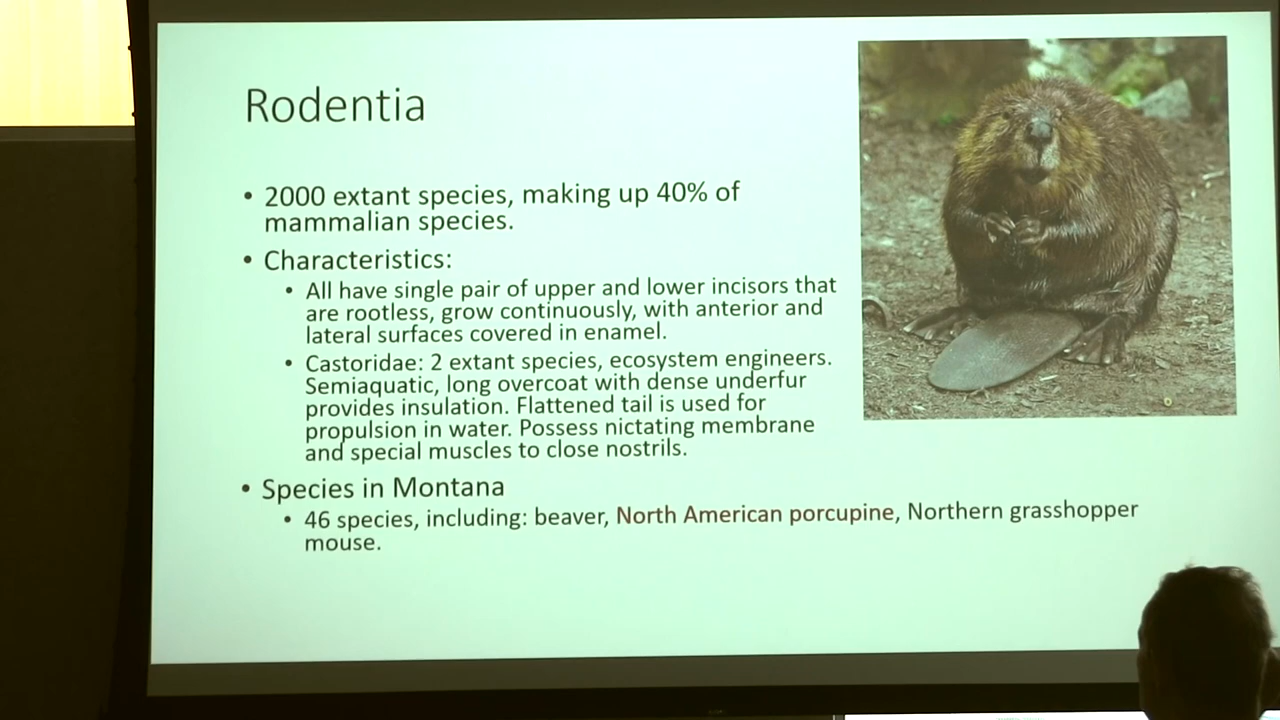 Rodentia
• 2000 extant species, making up 40% of
mammalian species.
• Characteristics:
• All have single pair of upper and lower incisors that
are rootless, grow continuously, with anterior and
lateral surfaces covered in enamel.
• Castoridae: 2 extant species, ecosystem engineers.
Semiaquatic, long overcoat with dense underfur
provides insulation. Flattened tail is used for
propulsion in water. Possess nictating membrane
and special muscles to close nostrils.
• Species in Montana
• 46 species, including: beaver, North American porcupine, Northern grasshopper
mouse.